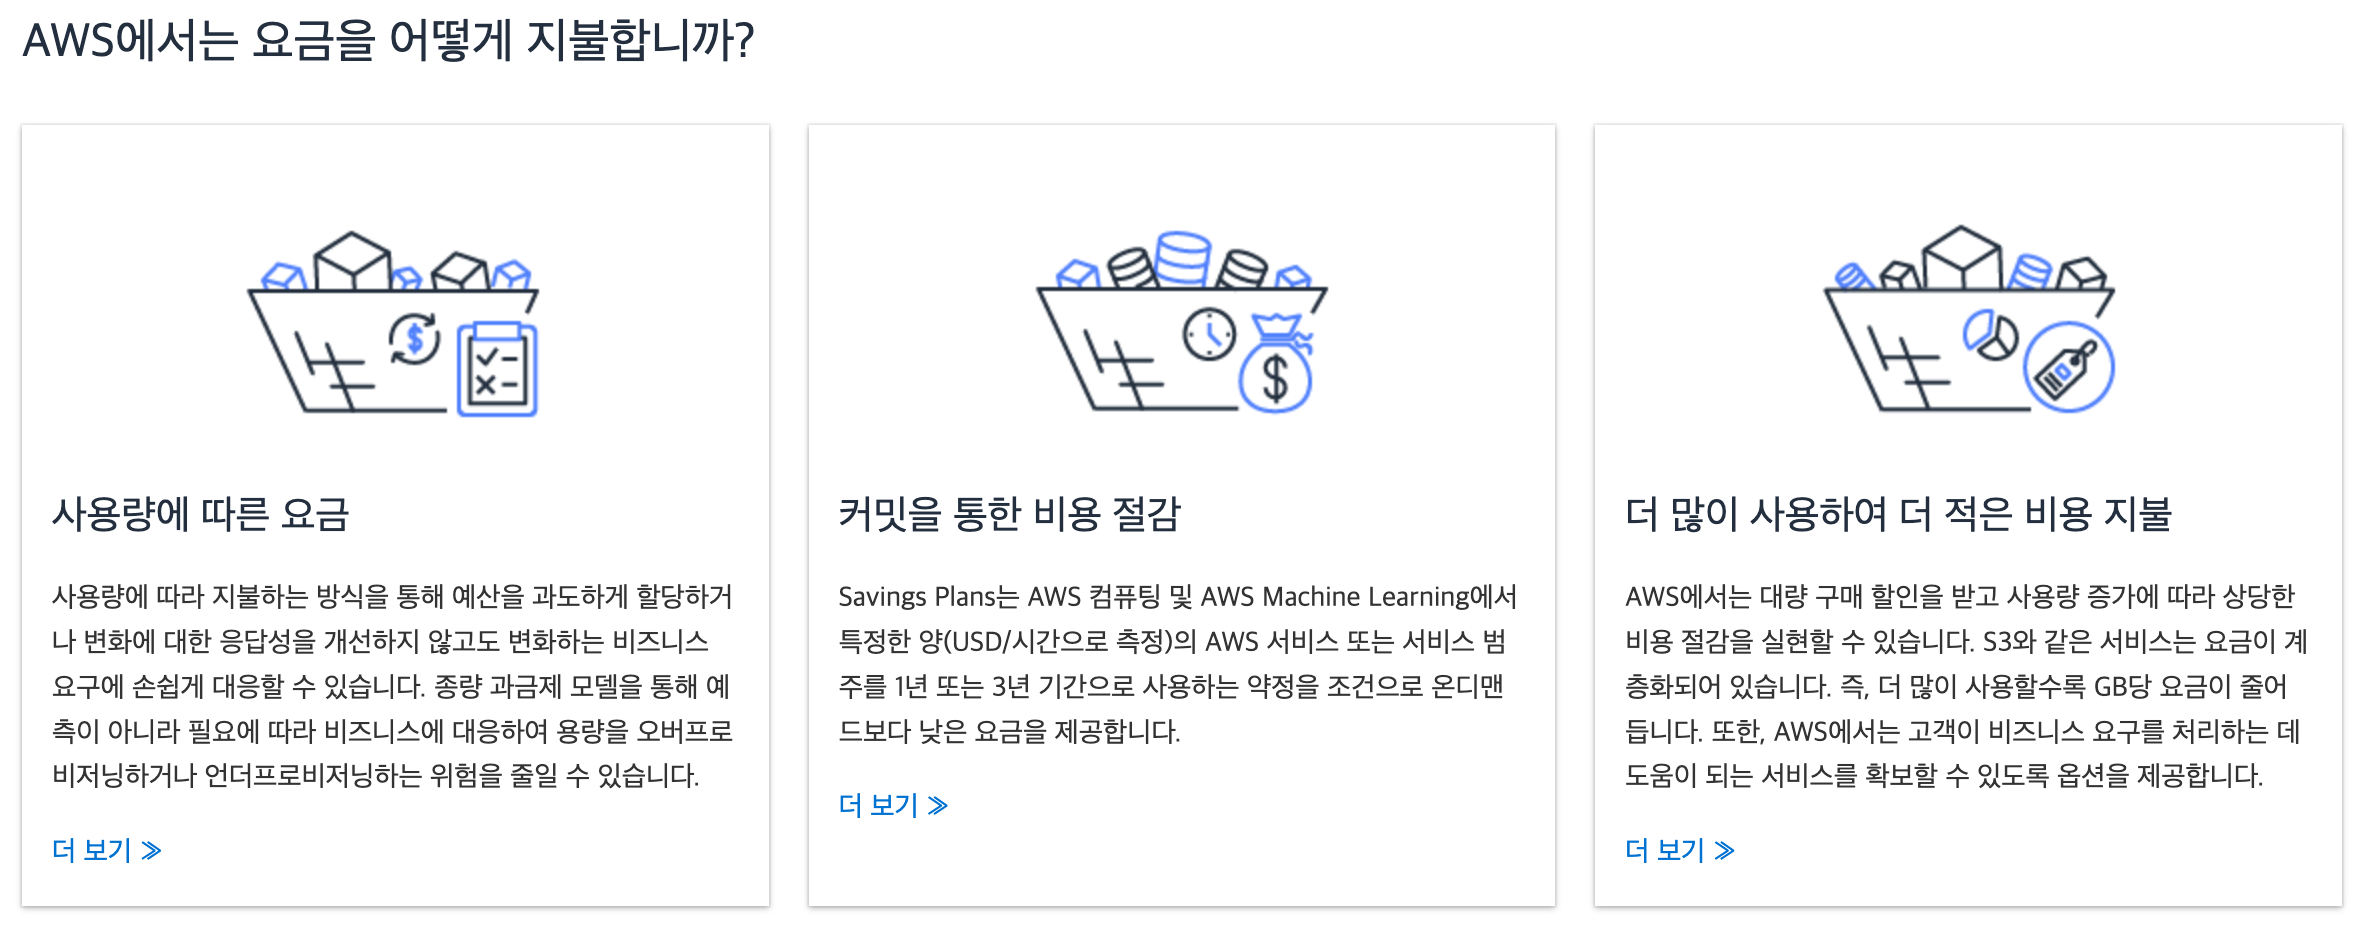 AWS에서는 요금을 어떻게 지불합니까?
사용량에 따른 요금
사용량에 따라 지불하는 방식을 통해 예산을 과도하게 할당하거
나 변화에 대한 응답성을 개선하지 않고도 변화하는 비즈니스
요구에 손쉽게 대응할 수 있습니다. 종량 과금제 모델을 통해 예
측이 아니라 필요에 따라 비즈니스에 대응하여 용량을 오버프로
비저닝하거나 언더프로비저닝하는 위험을 줄일 수 있습니다.
더 보기 ≫
커밋을 통한 비용 절감
Savings Plans는 AWS 컴퓨팅 및 AWS Machine Learning에서
특정한 양(USD/시간으로 측정)의 AWS 서비스 또는 서비스 범
주를 1년 또는 3년 기간으로 사용하는 약정을 조건으로 온디맨
드보다 낮은 요금을 제공합니다.
더 보기 ≫
더 많이 사용하여 더 적은 비용 지불
AWS에서는 대량 구매 할인을 받고 사용량 증가에 따라 상당한
비용 절감을 실현할 수 있습니다. S3와 같은 서비스는 요금이 계
층화되어 있습니다. 즉, 더 많이 사용할수록 GB당 요금이 줄어
듭니다. 또한, AWS에서는 고객이 비즈니스 요구를 처리하는 데
도움이 되는 서비스를 확보할 수 있도록 옵션을 제공합니다.
더 보기 ≫